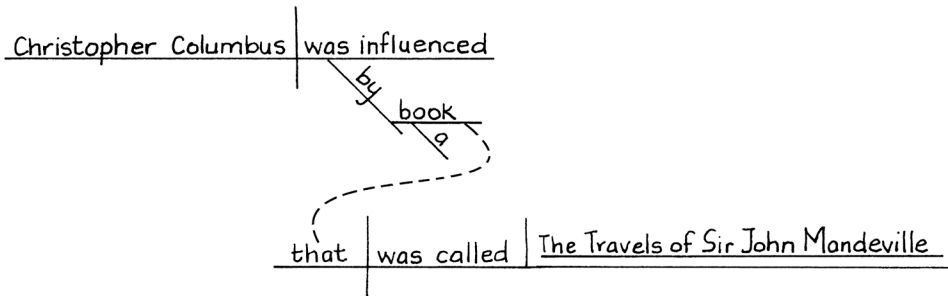 Christopher Columbus was influenced
by
book
a
that was called The Travels of Sir John Mandeville